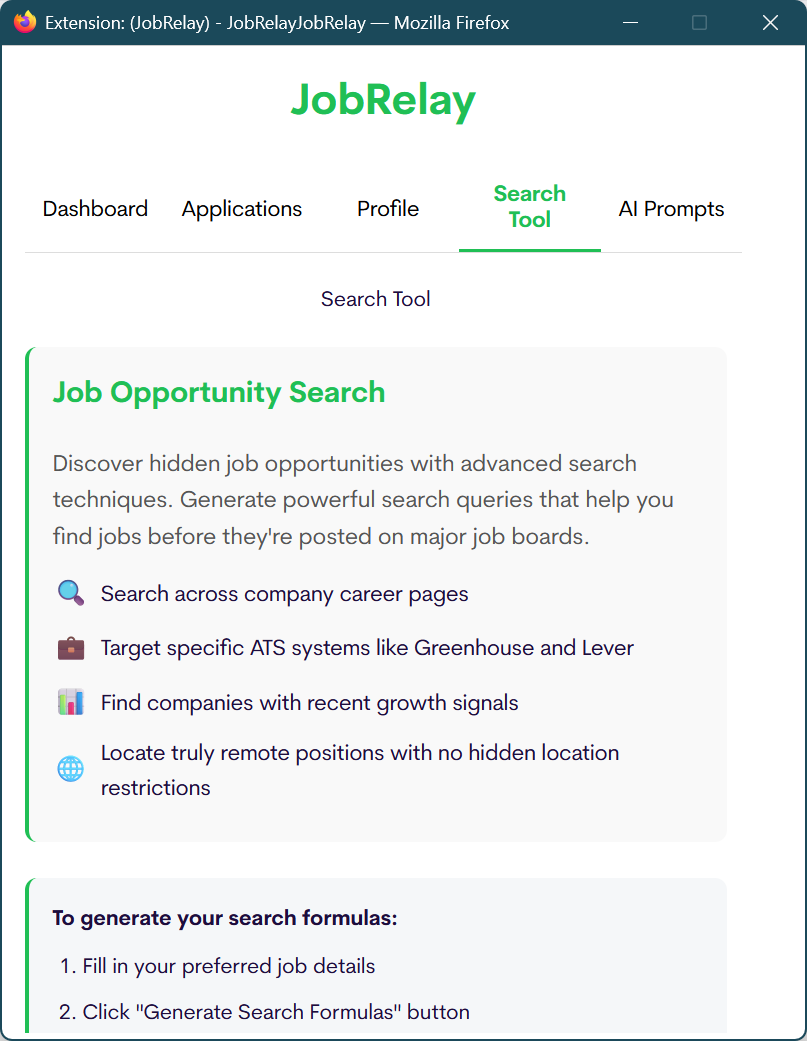 Extension: (JobRelay) - JobRelayJobRelay — Mozilla Firefox
JobRelay
Dashboard
Applications
Profile
Search
Tool
AI Prompts
Search Tool
Job Opportunity Search
Discover hidden job opportunities with advanced search
techniques. Generate powerful search queries that help you
find jobs before they're posted on major job boards.
Search across company career pages
Target specific ATS systems like Greenhouse and Lever
Find companies with recent growth signals
Locate truly remote positions with no hidden location
restrictions
To generate your search formulas:
1. Fill in your preferred job details
2. Click "Generate Search Formulas" button